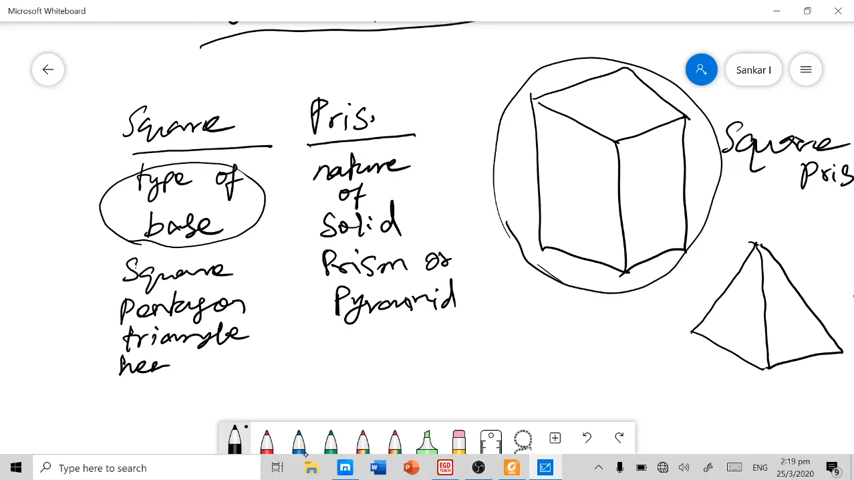 Microsoft Whiteboard
Sankar I
Square
type of
base
Square
Pentagon
triangle
hex
Pris.
nature
of
Solid
Prism or
Pyramid
Square
Pris
Type here to search
ENG
2:19 pm
25/3/2020